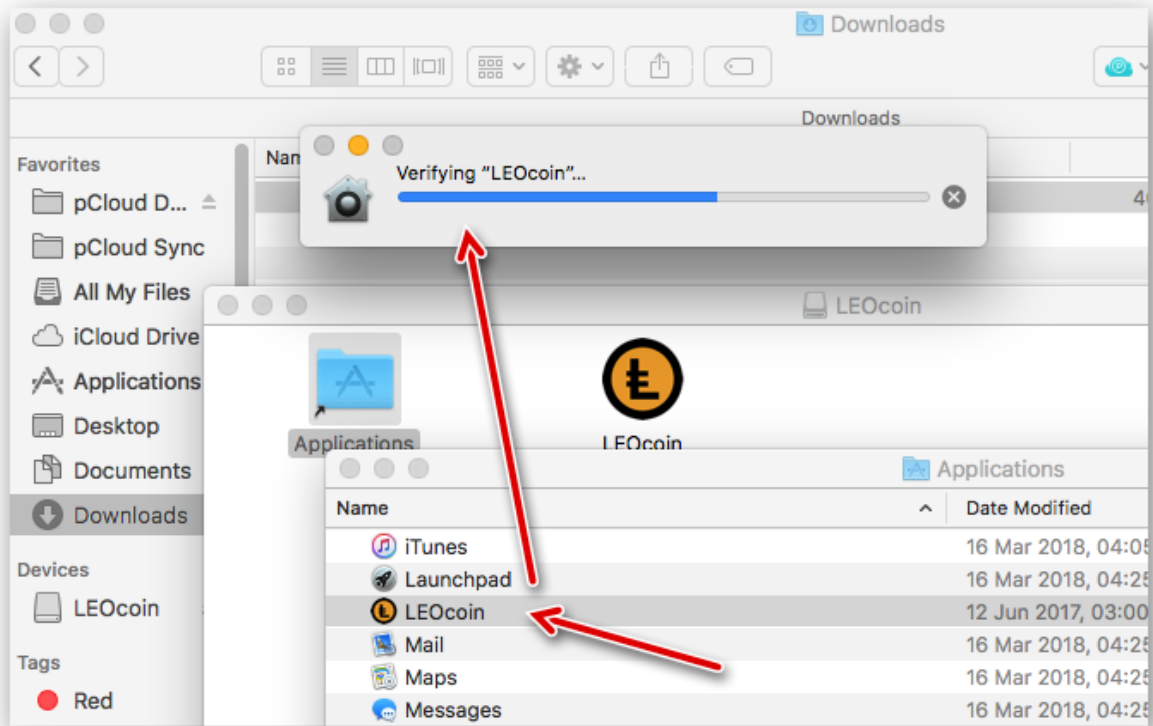 Downloads
Downloads
Favorites
pCloud D...
pCloud Sync
All My Files
iCloud Drive
Applications
Desktop
Documents
Downloads
Devices
LEOcoin
Tags
Red
Verifying "LEOcoin"...
LEOcoin
Applications
LEOcoin
Applications
Name Date Modified
iTunes 16 Mar 2018, 04:05
Launchpad 16 Mar 2018, 04:25
LEOcoin 12 Jun 2017, 03:00
Mail 16 Mar 2018, 04:25
Maps 16 Mar 2018, 04:25
Messages 16 Mar 2018, 04:25